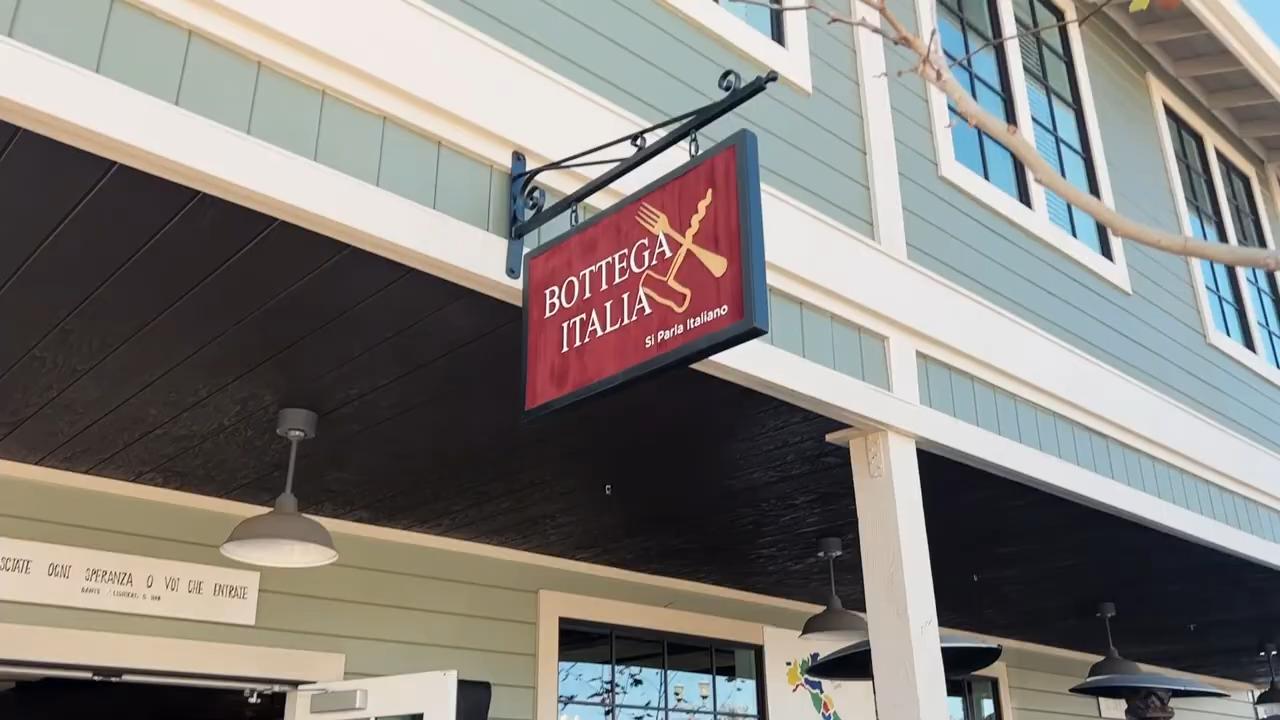 BOTTEGA
ITALIA
Si Parla Italiano
SCIATE OGNI SPERANZA O VOI CHE ENTRATE